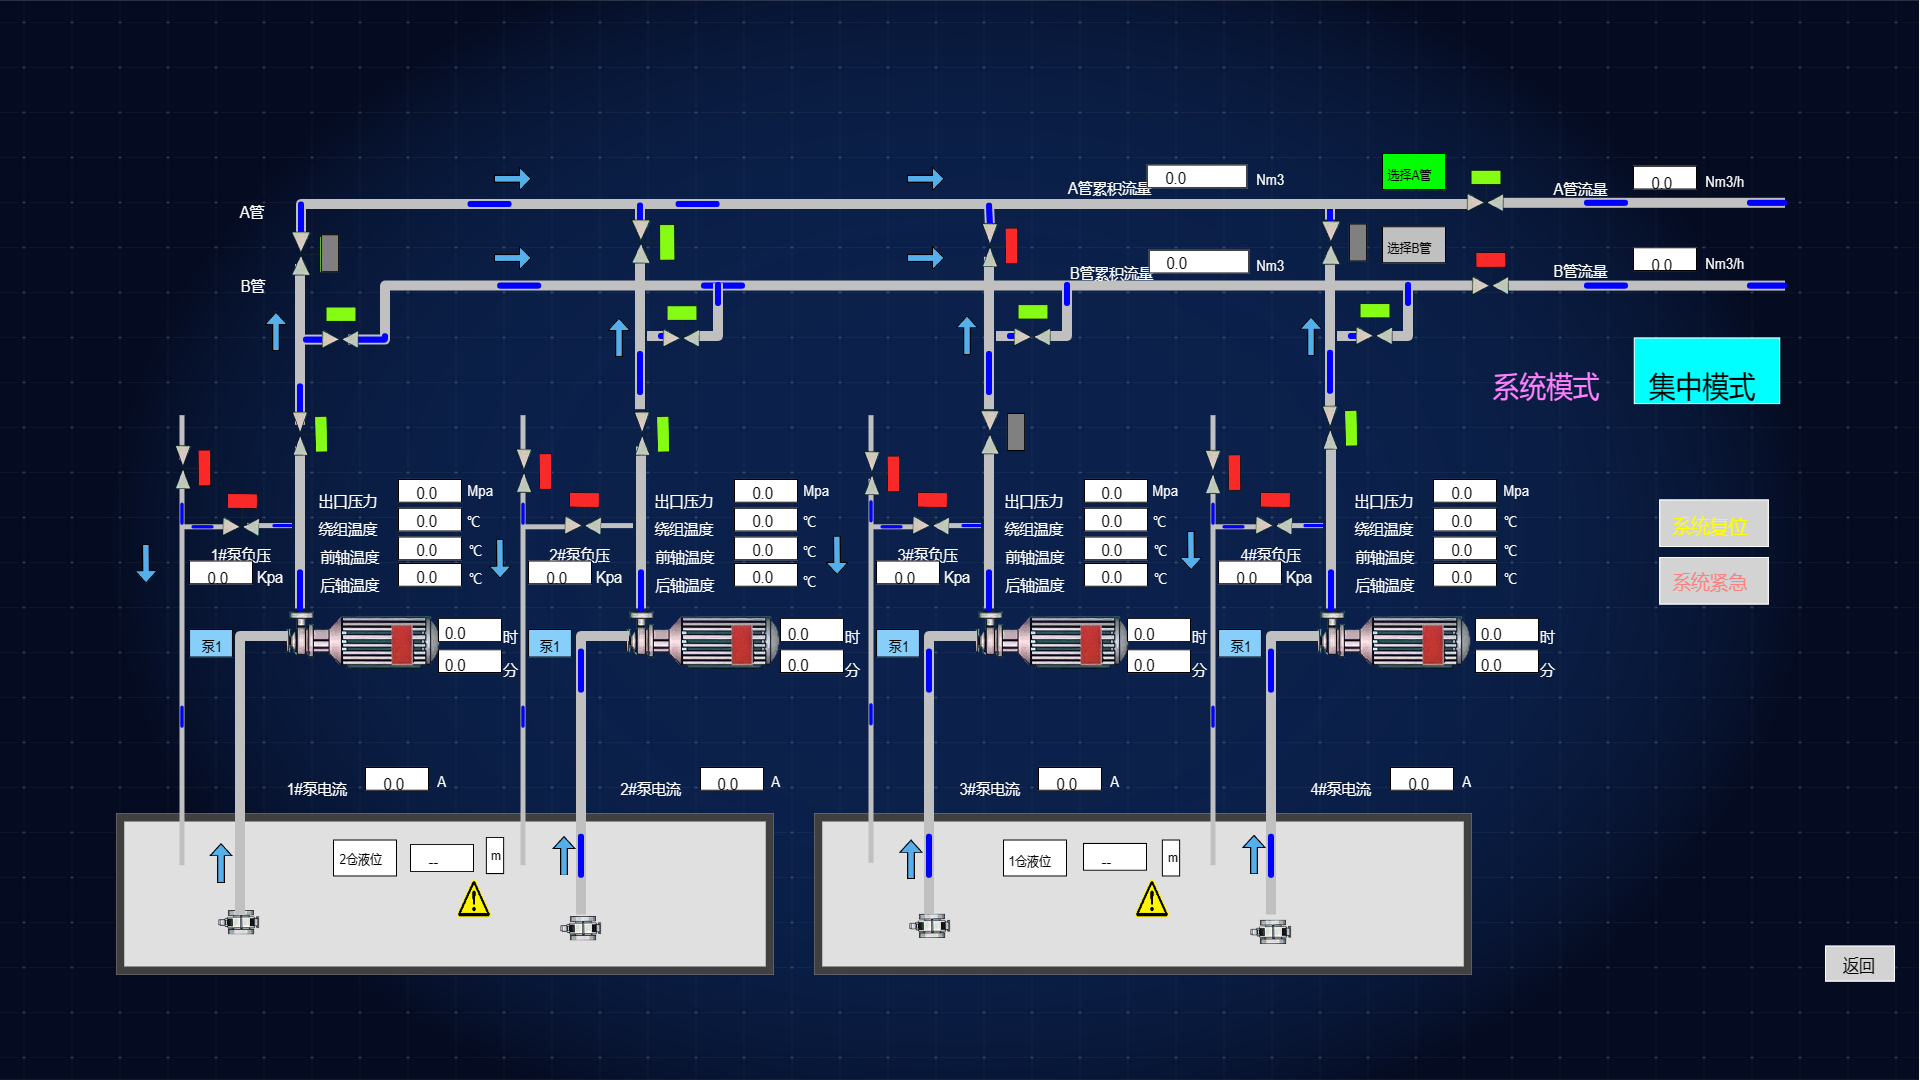 选择A管
A管累积流量 0.0 Nm3
A管流量 0.0 Nm3/h
A管
选择B管
B管累积流量 0.0 Nm3
B管流量 0.0 Nm3/h
B管
系统模式 集中模式
出口压力 0.0 Mpa
绕组温度 0.0 ℃
前轴温度 0.0 ℃
后轴温度 0.0 ℃
1#泵负压
0.0 Kpa
出口压力 0.0 Mpa
绕组温度 0.0 ℃
前轴温度 0.0 ℃
后轴温度 0.0 ℃
2#泵负压
0.0 Kpa
出口压力 0.0 Mpa
绕组温度 0.0 ℃
前轴温度 0.0 ℃
后轴温度 0.0 ℃
3#泵负压
0.0 Kpa
出口压力 0.0 Mpa
绕组温度 0.0 ℃
前轴温度 0.0 ℃
后轴温度 0.0 ℃
4#泵负压
0.0 Kpa
系统复位
系统紧急
泵1
0.0 时
0.0 分
泵1
0.0 时
0.0 分
泵1
0.0 时
0.0 分
泵1
0.0 时
0.0 分
1#泵电流 0.0 A
2#泵电流 0.0 A
3#泵电流 0.0 A
4#泵电流 0.0 A
2仓液位 -- m
1仓液位 -- m
返回